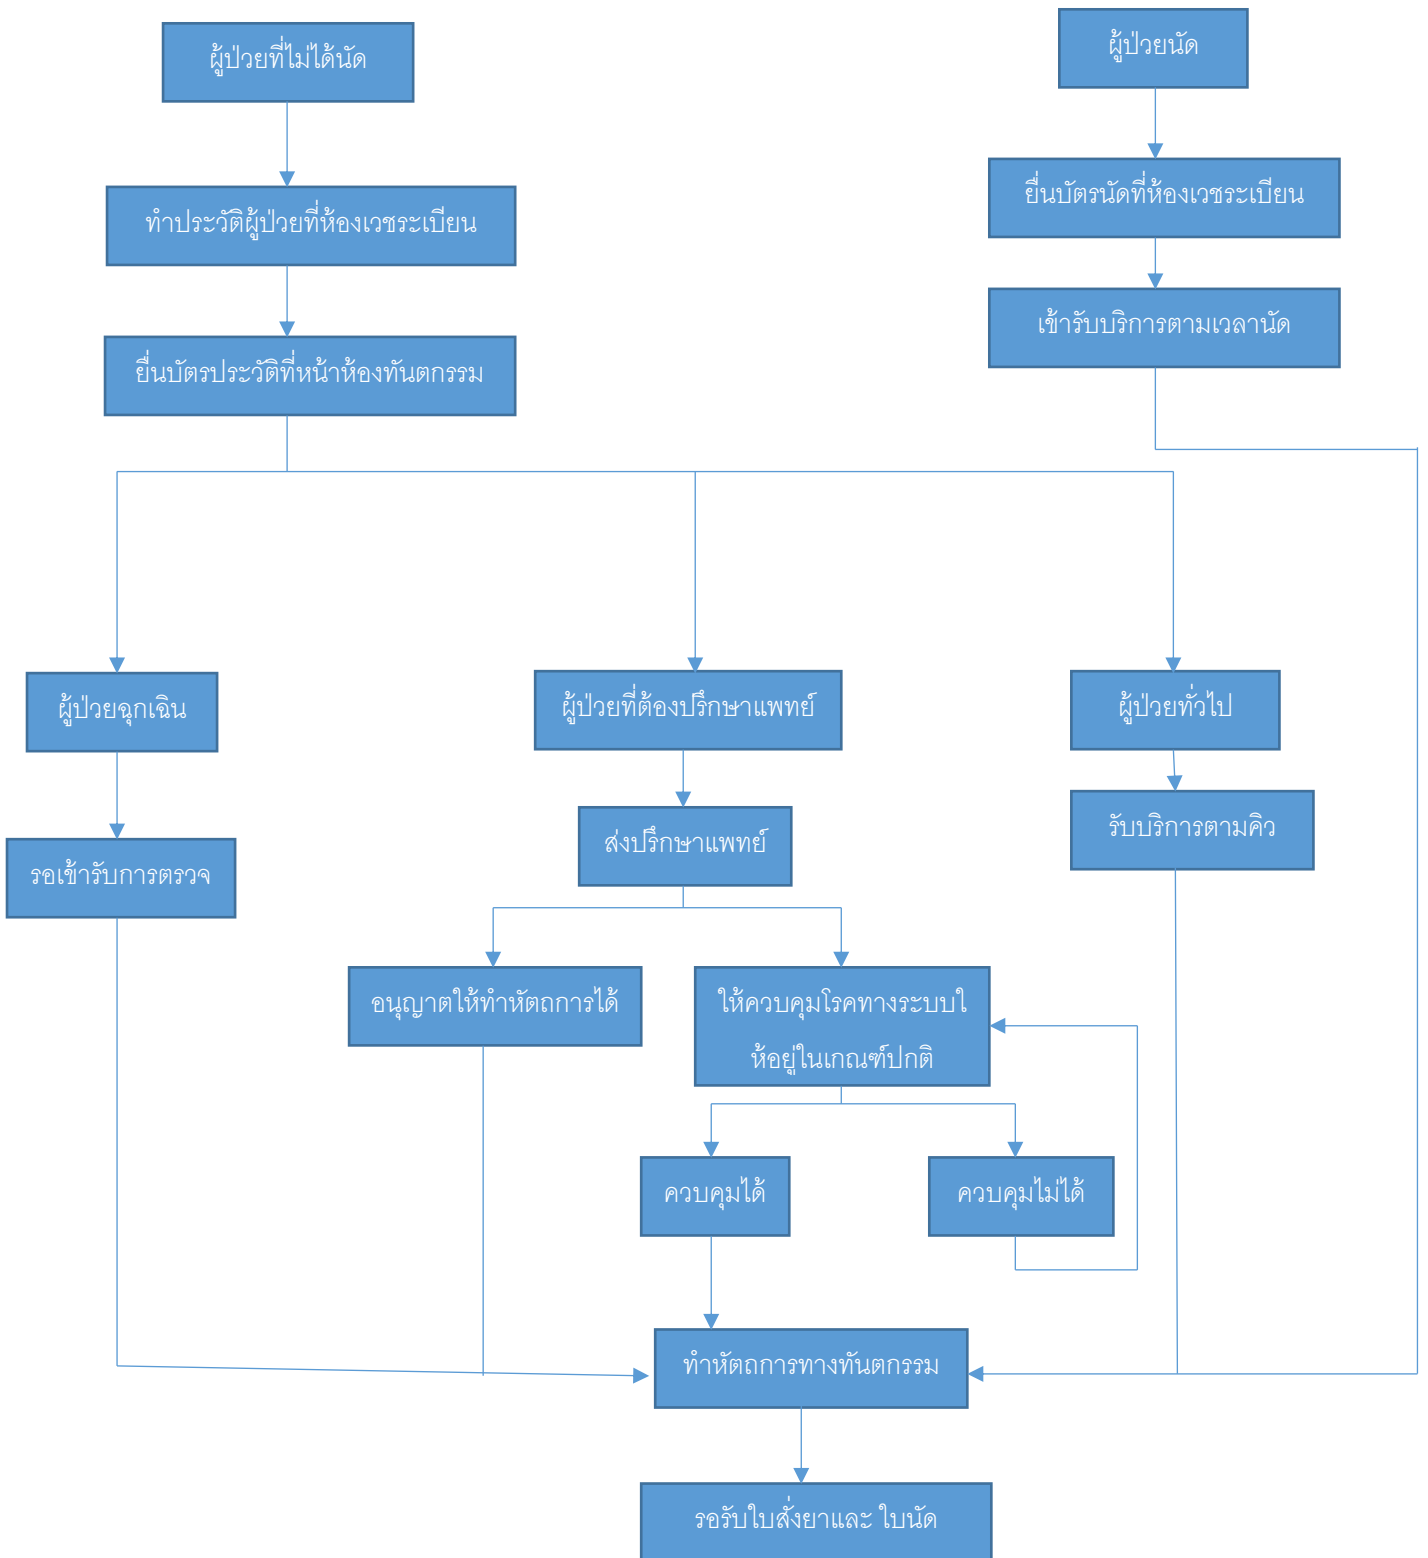 ผู้ป่วยที่ไม่ได้นัด
ผู้ป่วยนัด
ทำประวัติผู้ป่วยที่ห้องเวชระเบียน
ยื่นบัตรนัดที่ห้องเวชระเบียน
ยื่นบัตรประวัติที่หน้าห้องทันตกรรม
เข้ารับบริการตามเวลานัด
ผู้ป่วยฉุกเฉิน
ผู้ป่วยที่ต้องปรึกษาแพทย์
ผู้ป่วยทั่วไป
รอเข้ารับการตรวจ
ส่งปรึกษาแพทย์
รับบริการตามคิว
อนุญาตให้ทำหัตถการได้
ให้ควบคุมโรคทางระบบใ
ห้อยู่ในเกณฑ์ปกติ
ควบคุมได้
ควบคุมไม่ได้
ทำหัตถการทางทันตกรรม
รอรับใบสั่งยาและ ใบนัด